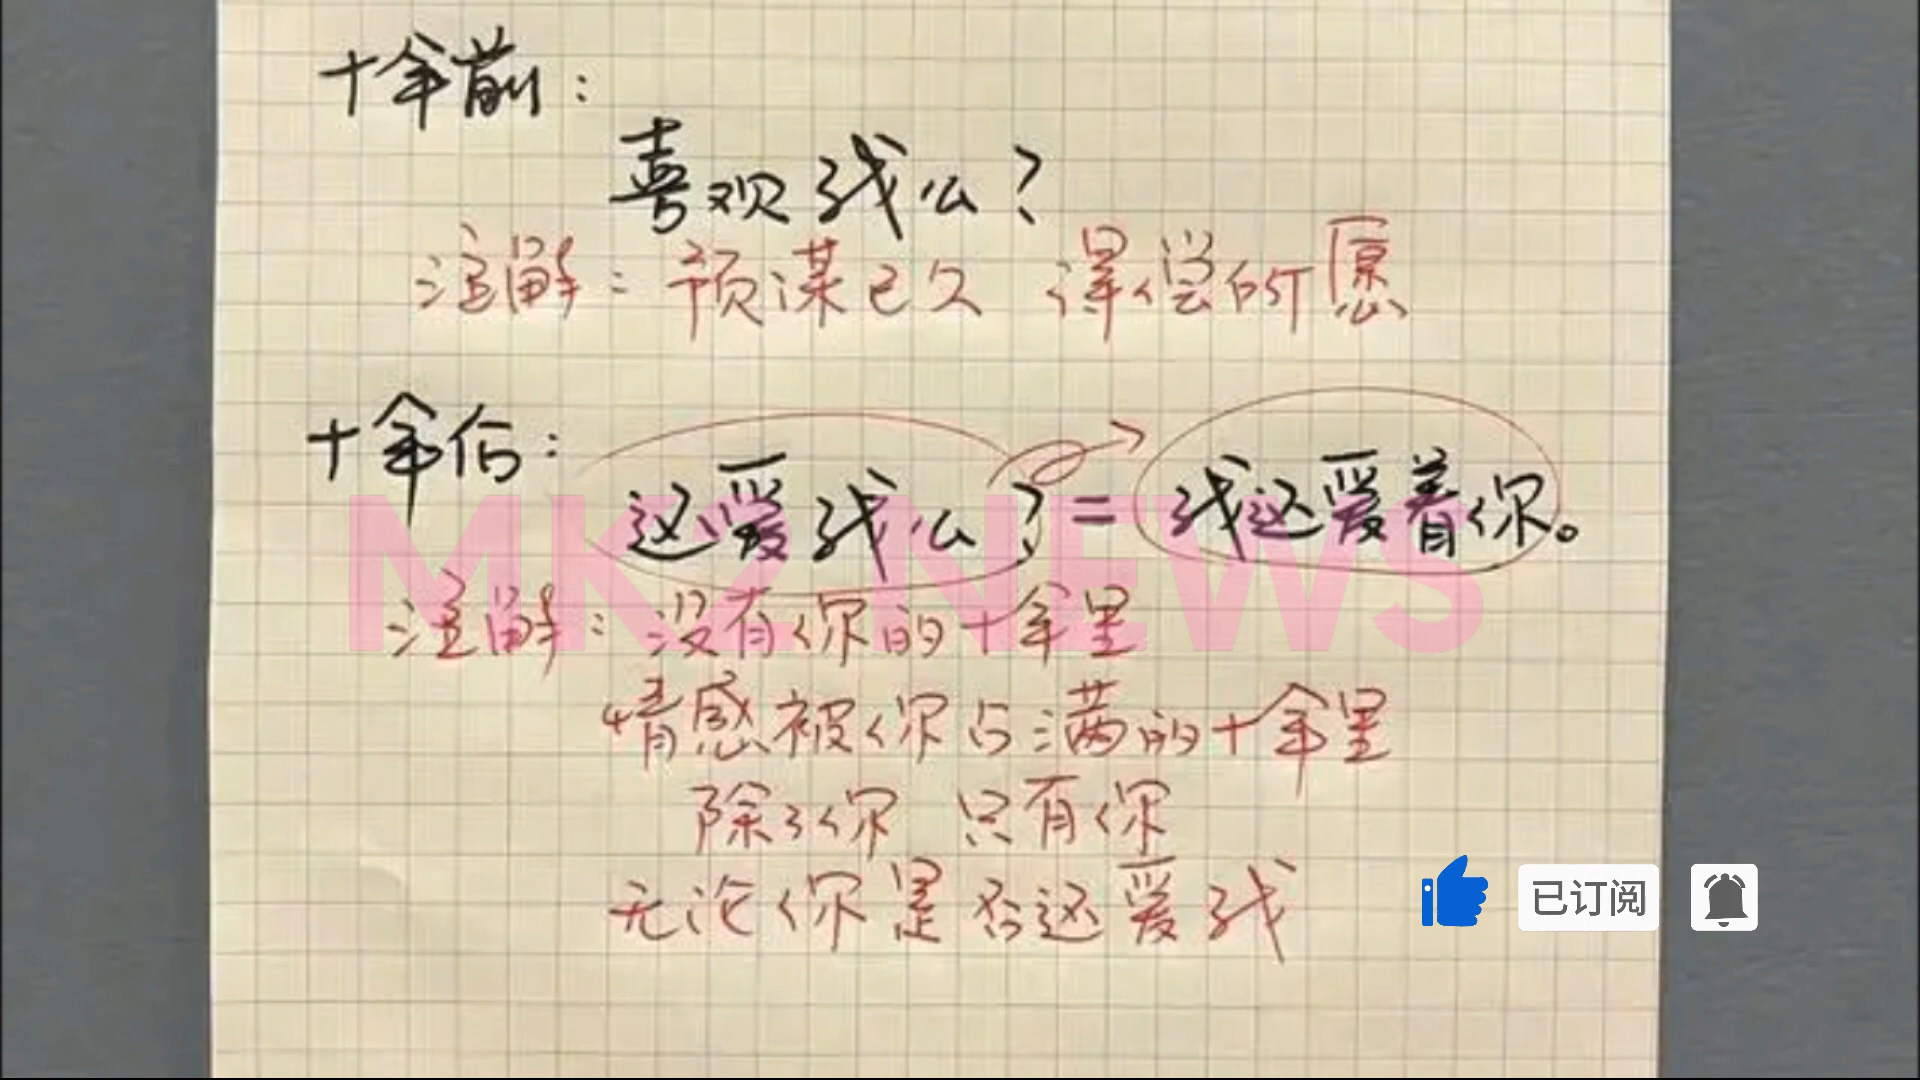 十年前：
喜欢我么？
注解：预谋已久 得偿所愿
十年后：
还爱我么？=我还爱着你。
MK2.NEWS
注解：没有你的十年里
情感被你占满的十年里
除了你 只有你
无论你是否还爱我
已订阅